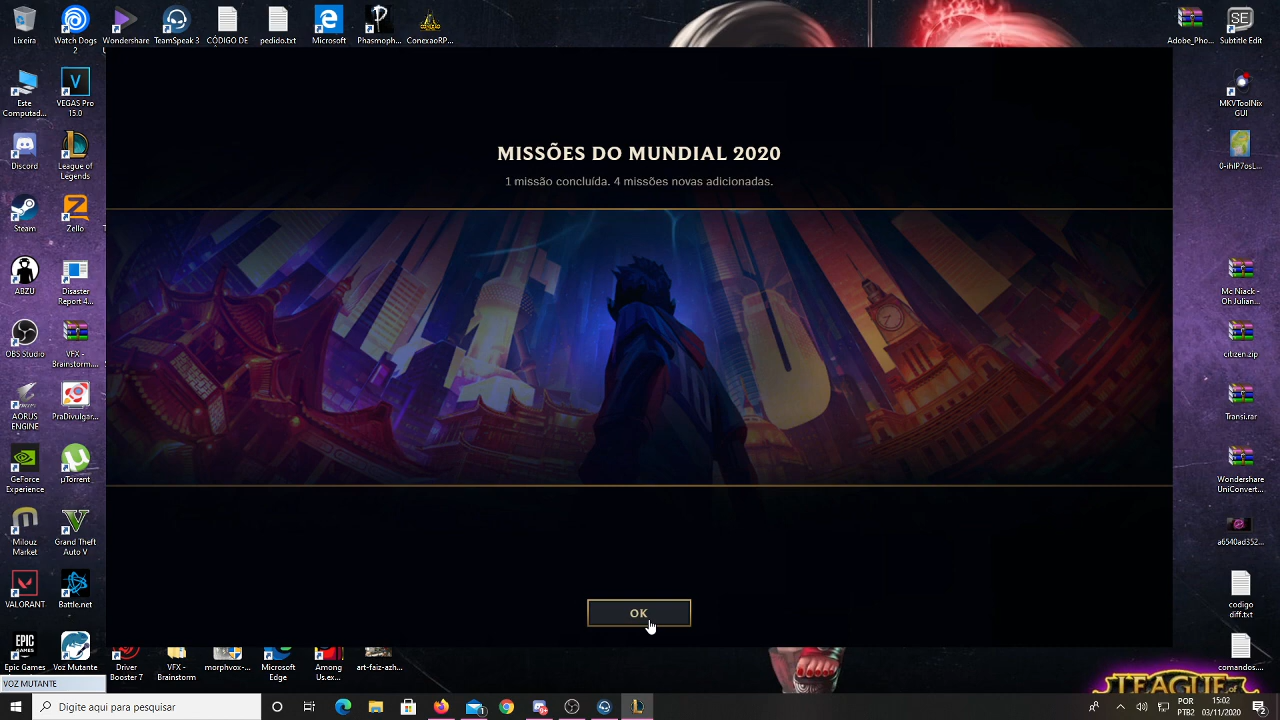 Lixeira
Watch Dogs
2
Wondershare
TeamSpeak 3
CÓDIGO DE
pedido.txt
Microsoft
Phasmoph...
ConexaoRP...
Adobe_Pho...
Subtitle Edit
Este
Computad...
VEGAS Pro
15.0
MKVToolNix
GUI
Discord
League of
Legends
0-ihIP7osL...
Steam
Zello
ABZU
Disaster
Report 4...
Mc Niack -
Oh Julian...
OBS Studio
VFX -
Brainstorm...
citizen.zip
AORUS
ENGINE
PraDivulgar...
Transi.rar
GeForce
Experience
µTorrent
Wondershare
UniConvert...
Milouz
Market
Grand Theft
Auto V
a6540ad352...
VALORANT
Battle.net
codigo
diff.txt
Epic Games
Voz Mutante
Driver
Booster 7
VFX -
Brainstorm
morphvox-...
Microsoft
Edge
Among
Us.exe
art-faiz-azh...
comandos....
MISSÕES DO MUNDIAL 2020
1 missão concluída. 4 missões novas adicionadas.
OK
VOZ MUTANTE
LEAGUE
of
Digite aqui para pesquisar
POR
PTB2
15:02
03/11/2020